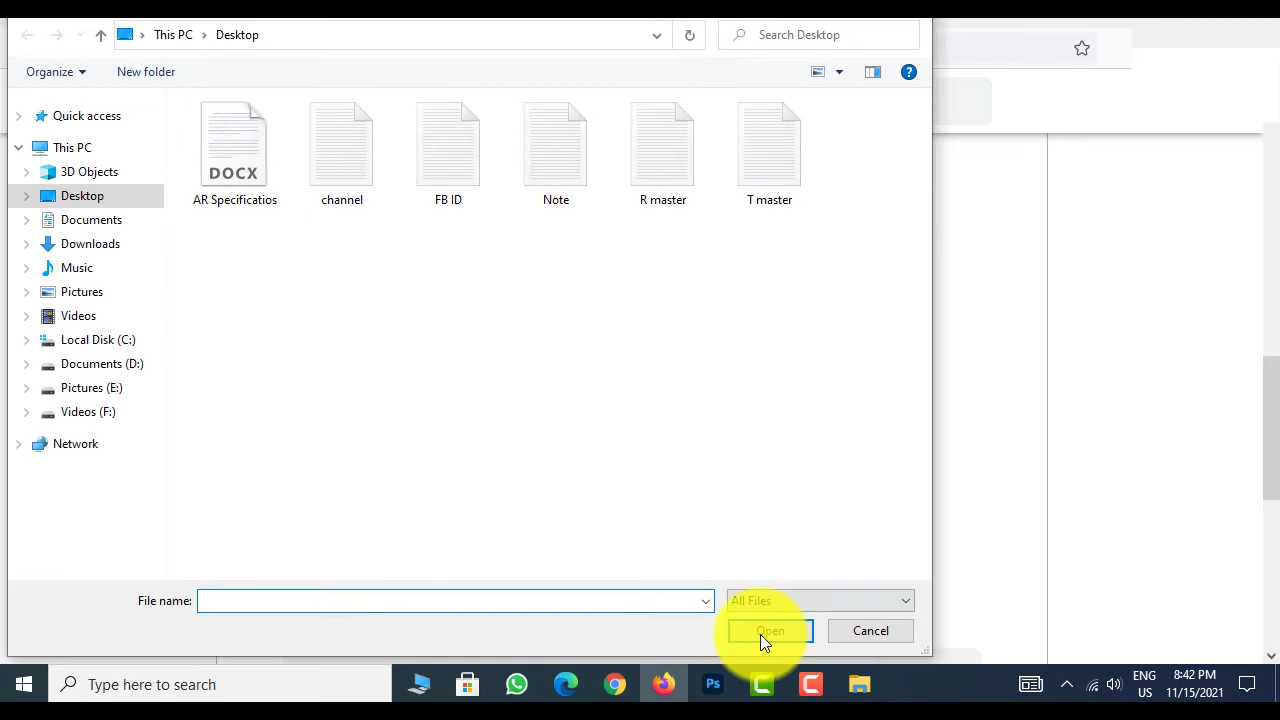 This PC
Desktop
Search Desktop
Organize
New folder
Quick access
This PC
3D Objects
Desktop
Documents
Downloads
Music
Pictures
Videos
Local Disk (C:)
Documents (D:)
Pictures (E:)
Videos (F:)
Network
DOCX
AR Specificatios
channel
FB ID
Note
R master
T master
File name:
All Files
Open
Cancel
Type here to search
Ps
ENG
US
8:42 PM
11/15/2021